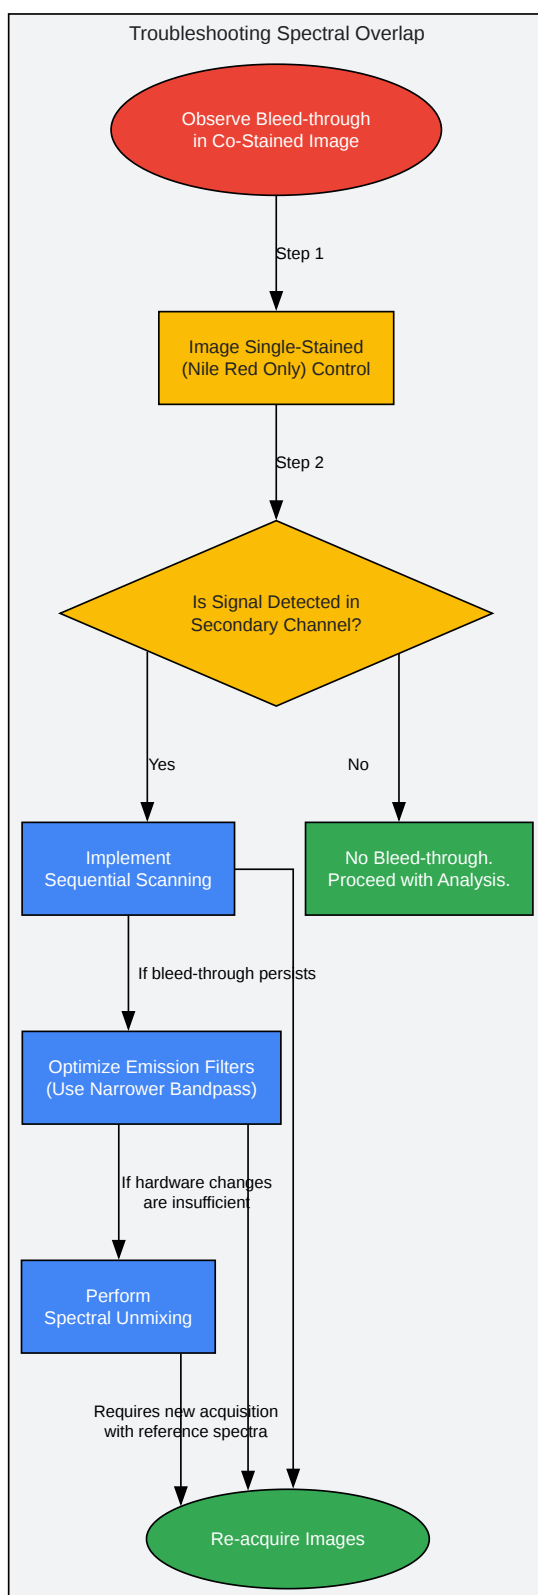 Troubleshooting Spectral Overlap
Observe Bleed-through
in Co-Stained Image
Step 1
Image Single-Stained
(Nile Red Only) Control
Step 2
Is Signal Detected in
Secondary Channel?
Yes
No
Implement
Sequential Scanning
No Bleed-through.
Proceed with Analysis.
If bleed-through persists
Optimize Emission Filters
(Use Narrower Bandpass)
If hardware changes
are insufficient
Perform
Spectral Unmixing
Requires new acquisition
with reference spectra
Re-acquire Images